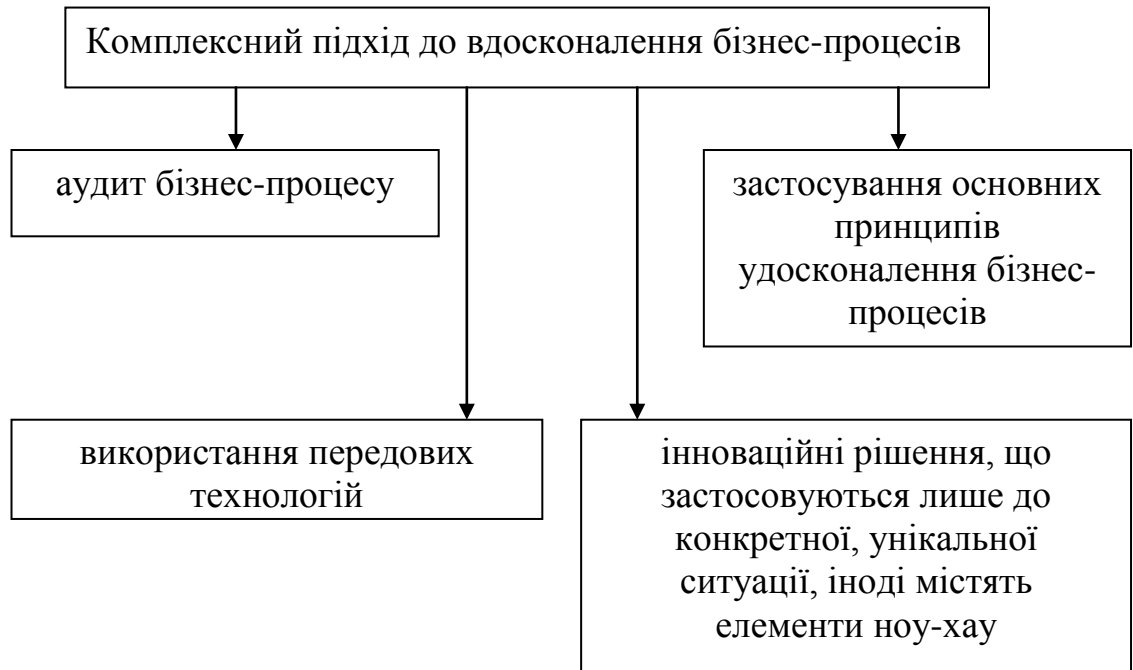 Комплексний підхід до вдосконалення бізнес-процесів
аудит бізнес-процесу
застосування основних
принципів
удосконалення бізнес-
процесів
використання передових
технологій
інноваційні рішення, що
застосовуються лише до
конкретної, унікальної
ситуації, іноді містять
елементи ноу-хау